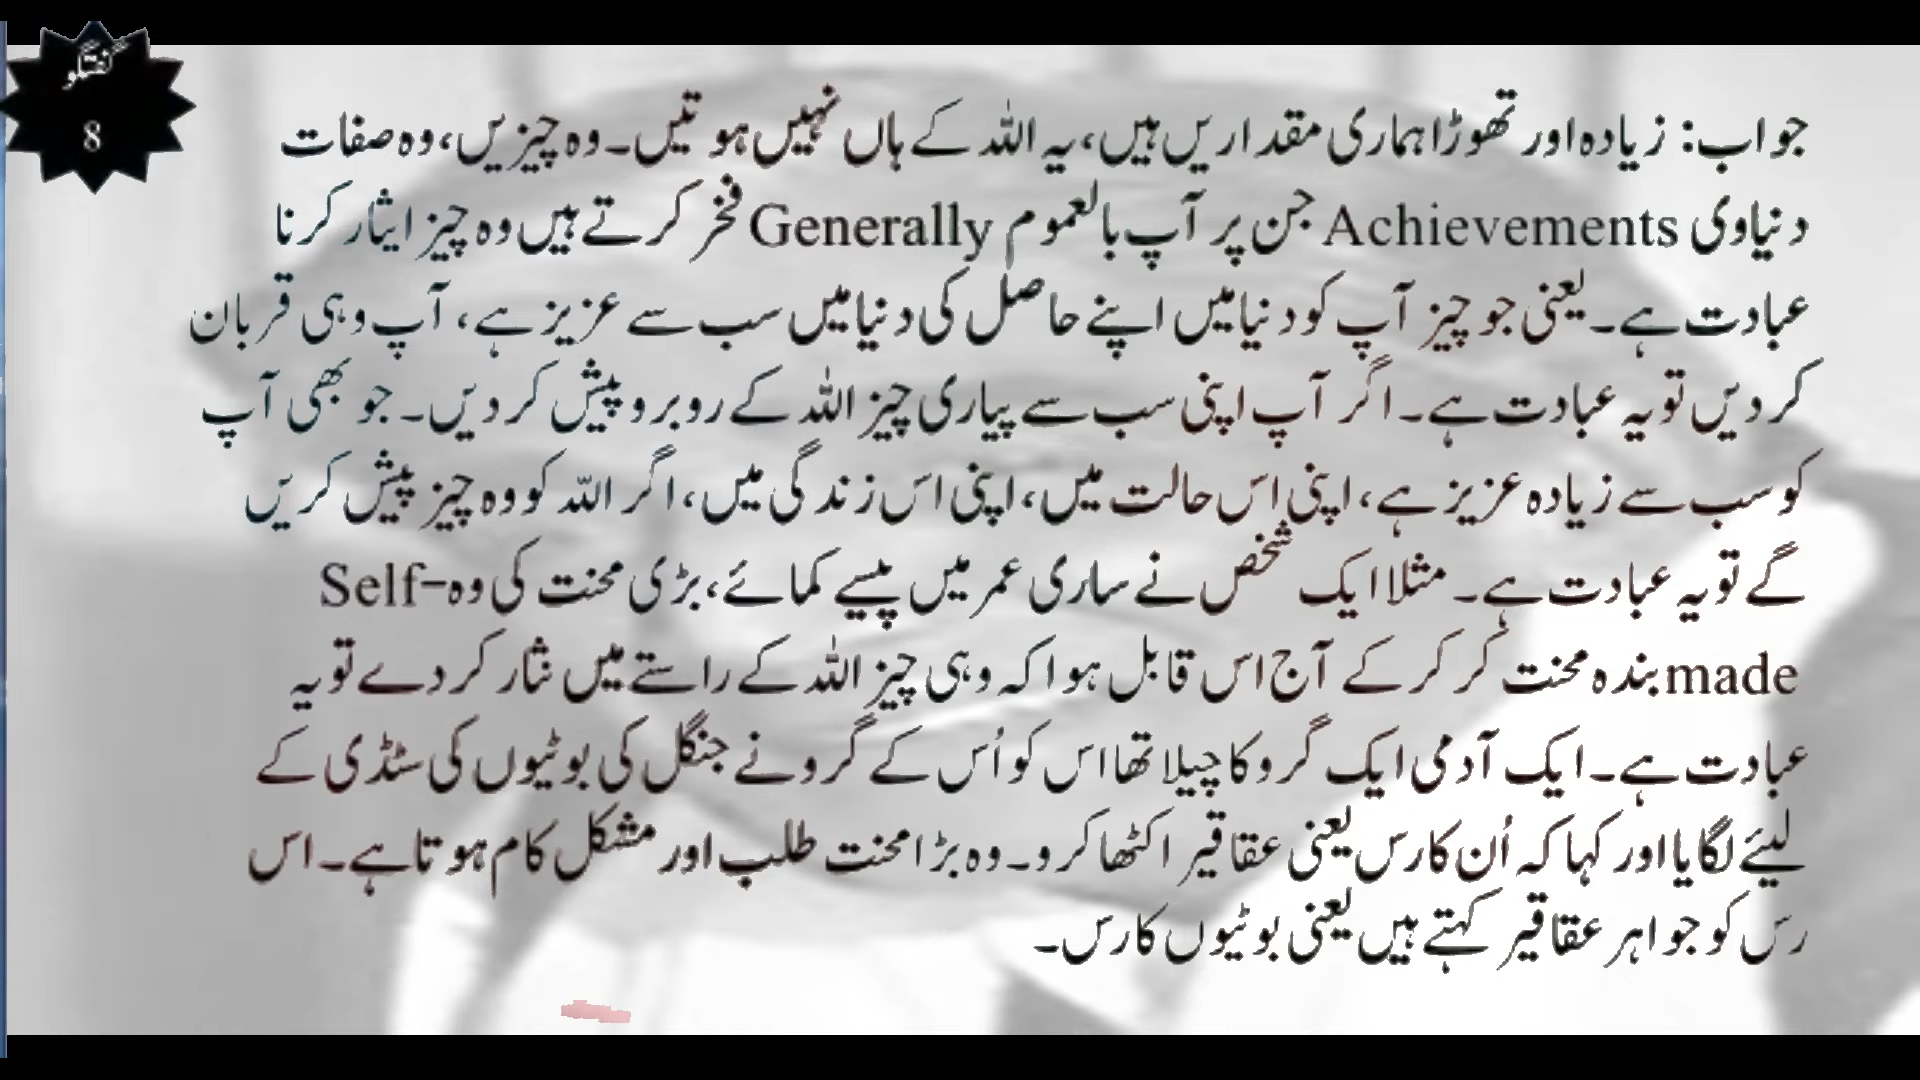 گفتگو
8
جواب: زیادہ اور تھوڑا ہماری مقداریں ہیں، یہ اللہ کے ہاں نہیں ہوتیں۔ وہ چیزیں، وہ صفات
دنیاوی Achievements جن پر آپ بالعموم Generally فخر کرتے ہیں وہ چیز ایثار کرنا
عبادت ہے۔ یعنی جو چیز آپ کو دنیا میں اپنے حاصل کی دنیا میں سب سے عزیز ہے، آپ وہی قربان
کردیں تو یہ عبادت ہے۔ اگر آپ اپنی سب سے پیاری چیز اللہ کے روبرو پیش کر دیں۔ جو بھی آپ
کو سب سے زیادہ عزیز ہے، اپنی اس حالت میں، اپنی اس زندگی میں، اگر اللہ کو وہ چیز پیش کریں
گے تو یہ عبادت ہے۔ مثلا ایک شخص نے ساری عمر میں پیسے کمائے، بڑی محنت کی وہ Self-
made بندہ محنت کر کر کے آج اس قابل ہوا کہ وہی چیز اللہ کے راستے میں نثار کر دے تو یہ
عبادت ہے۔ ایک آدمی ایک گرو کا چیلا تھا اس کو اُس کے گرو نے جنگل کی بوٹیوں کی سٹڈی کے
لیئے لگایا اور کہا کہ اُن کا رس یعنی عقاقیر اکٹھا کرو۔ وہ بڑا محنت طلب اور مشکل کام ہوتا ہے۔ اس
رس کو جواہر عقاقیر کہتے ہیں یعنی بوٹیوں کا رس۔